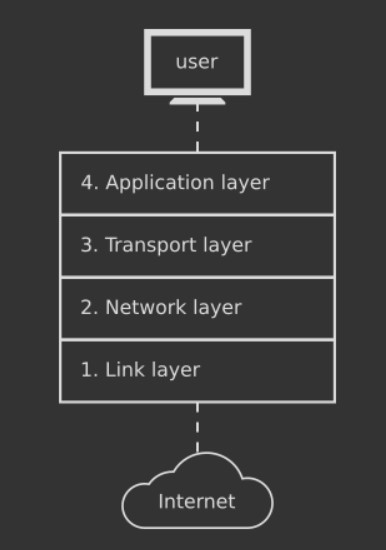 user
4. Application layer
3. Transport layer
2. Network layer
1. Link layer
Internet